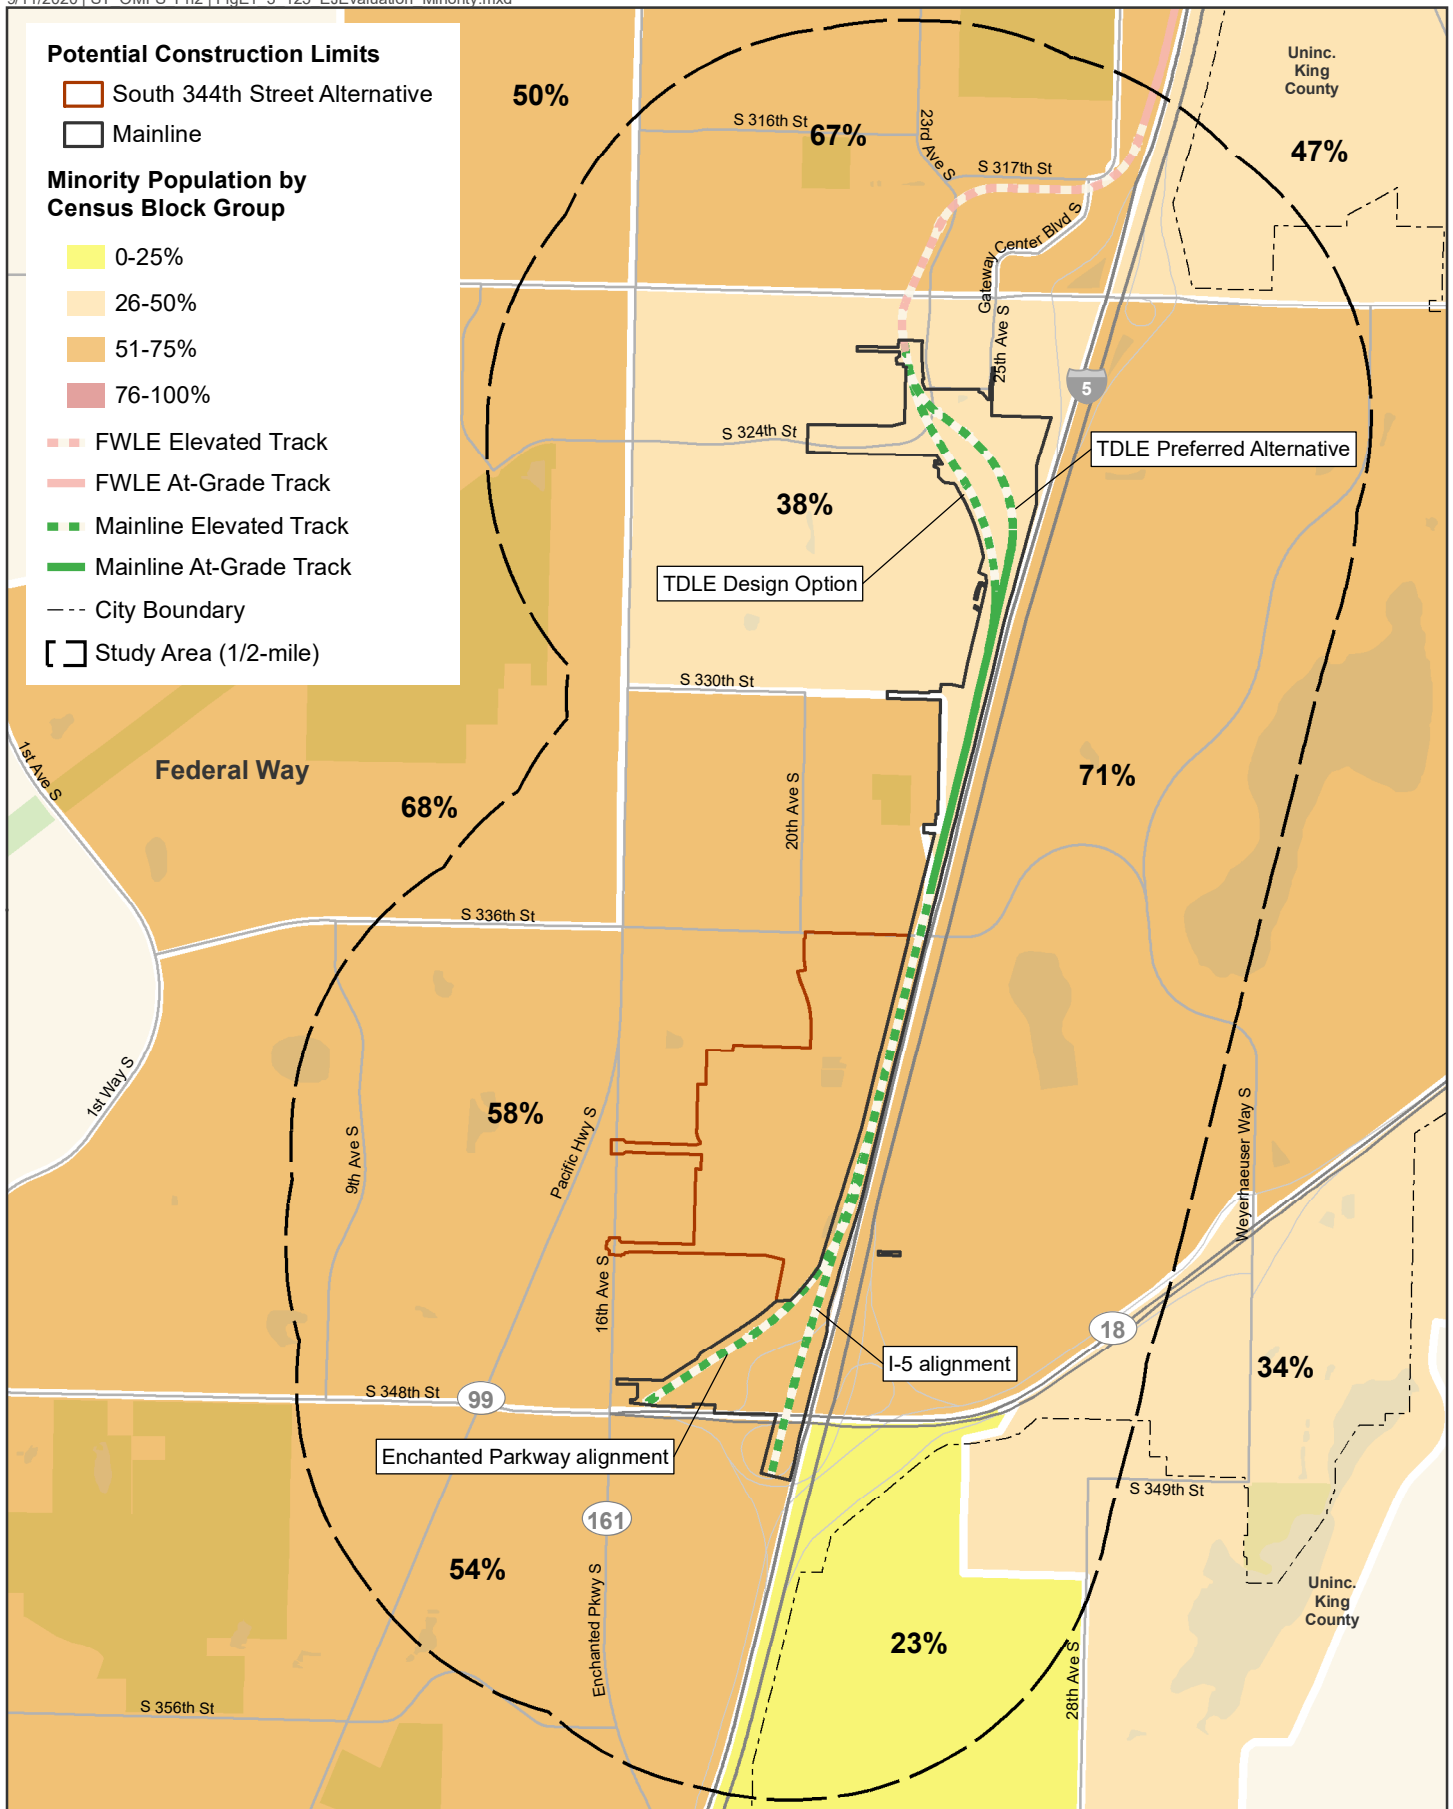 Potential Construction Limits
South 344th Street Alternative
Mainline
Minority Population by
Census Block Group
0-25%
26-50%
51-75%
76-100%
FWLE Elevated Track
FWLE At-Grade Track
Mainline Elevated Track
Mainline At-Grade Track
City Boundary
Study Area (1/2-mile)
50%
67%
47%
Uninc.
King
County
S 316th St
23rd Ave S
S 317th St
Gateway Center Blvd S
25th Ave S
5
S 324th St
TDLE Preferred Alternative
38%
TDLE Design Option
S 330th St
1st Ave S
Federal Way
68%
20th Ave S
71%
S 336th St
1st Way S
58%
9th Ave S
Pacific Hwy S
16th Ave S
Weyerhaeuser Way S
18
I-5 alignment
34%
S 348th St
99
Enchanted Parkway alignment
S 349th St
161
54%
Enchanted Pkwy S
Uninc.
King
County
23%
28th Ave S
S 356th St